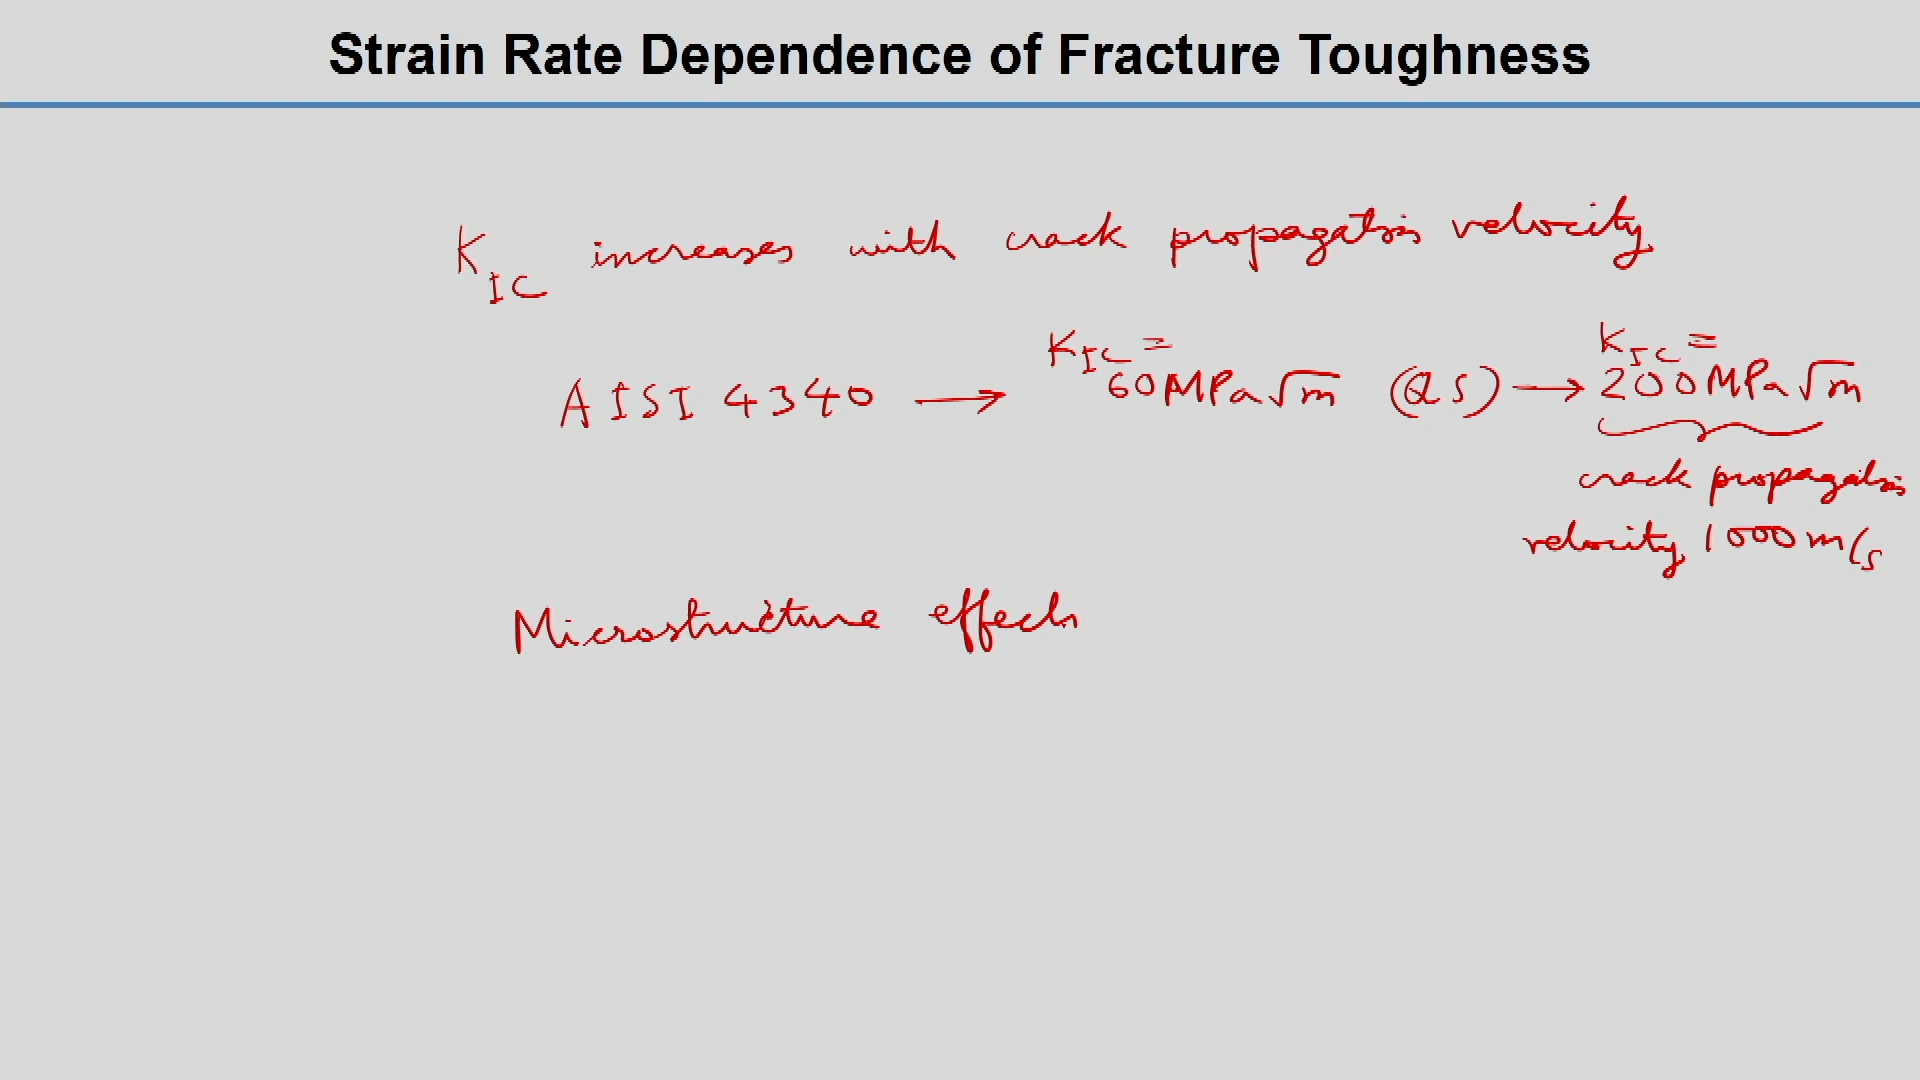 Strain Rate Dependence of Fracture Toughness
K_IC increases with crack propagation velocity
AISI 4340 → K_IC = 60 MPa√m (QS) → K_IC = 200 MPa√m
crack propagation
velocity 1000 m/s
Microstructure effects